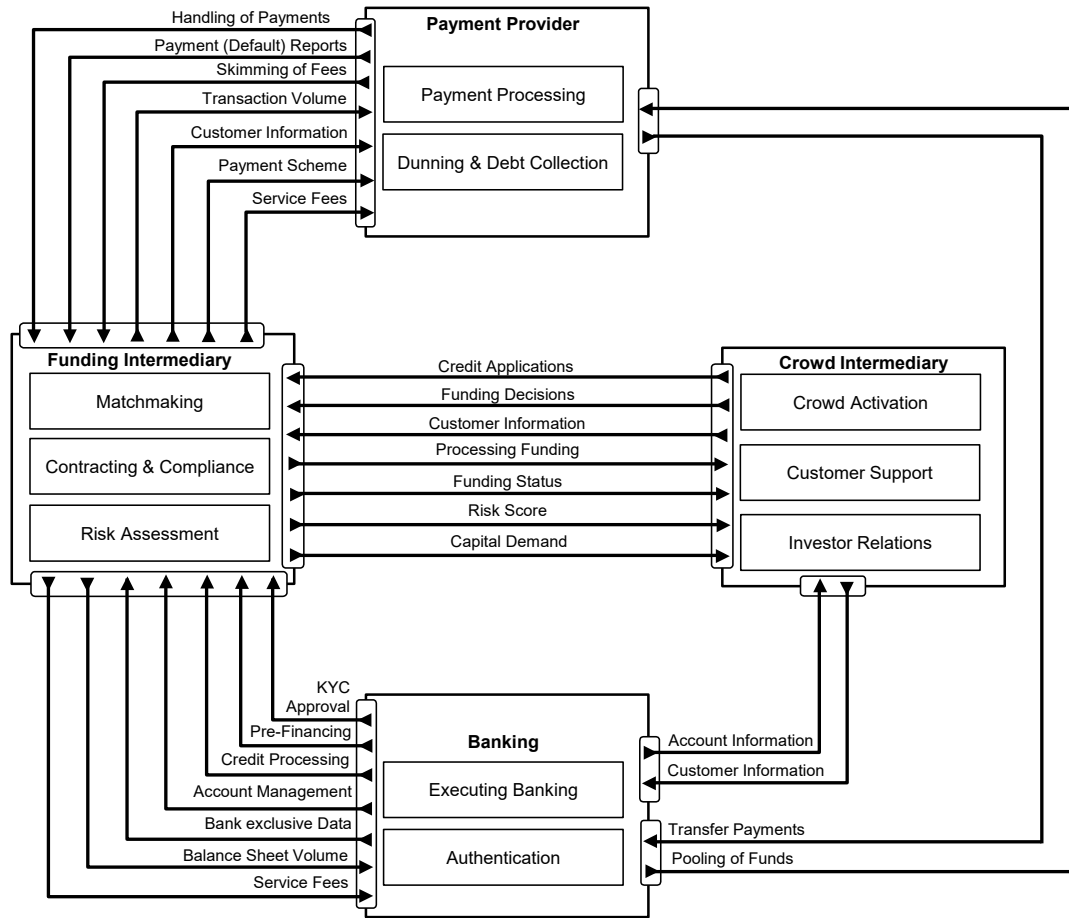 Handling of Payments
Payment (Default) Reports
Skimming of Fees
Transaction Volume
Customer Information
Payment Scheme
Service Fees
Payment Provider
Payment Processing
Dunning & Debt Collection
Funding Intermediary
Matchmaking
Contracting & Compliance
Risk Assessment
Credit Applications
Funding Decisions
Customer Information
Processing Funding
Funding Status
Risk Score
Capital Demand
Crowd Intermediary
Crowd Activation
Customer Support
Investor Relations
KYC
Approval
Pre-Financing
Credit Processing
Account Management
Bank exclusive Data
Balance Sheet Volume
Service Fees
Banking
Executing Banking
Authentication
Account Information
Customer Information
Transfer Payments
Pooling of Funds